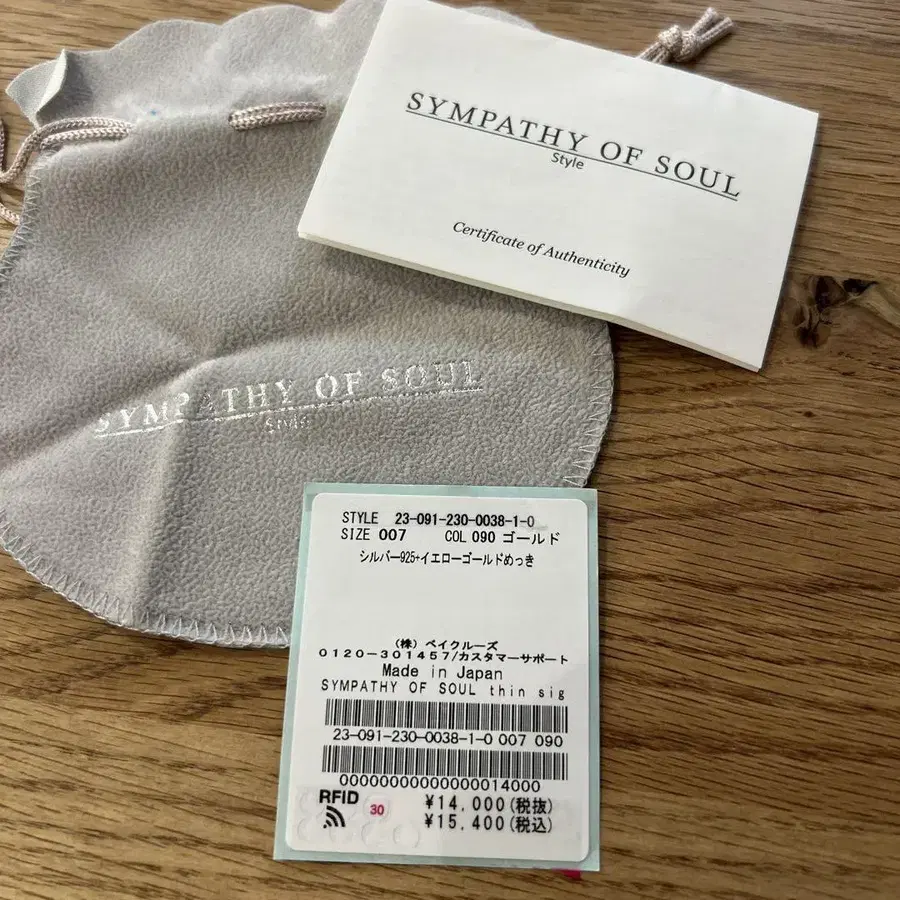 SYMPATHY OF SOUL
Style
Certificate of Authenticity
SYMPATHY OF SOUL
Style
STYLE 23-091-230-0038-1-0
SIZE 007 COL 090 ゴールド
シルバー925+イエローゴールドめっき
（株）ベイクルーズ
0120-301457/カスタマーサポート
Made in Japan
SYMPATHY OF SOUL thin sig
23-091-230-0038-1-0 007 090
00000000000000014000
RFID
30
¥14,000(税抜)
¥15,400(税込)